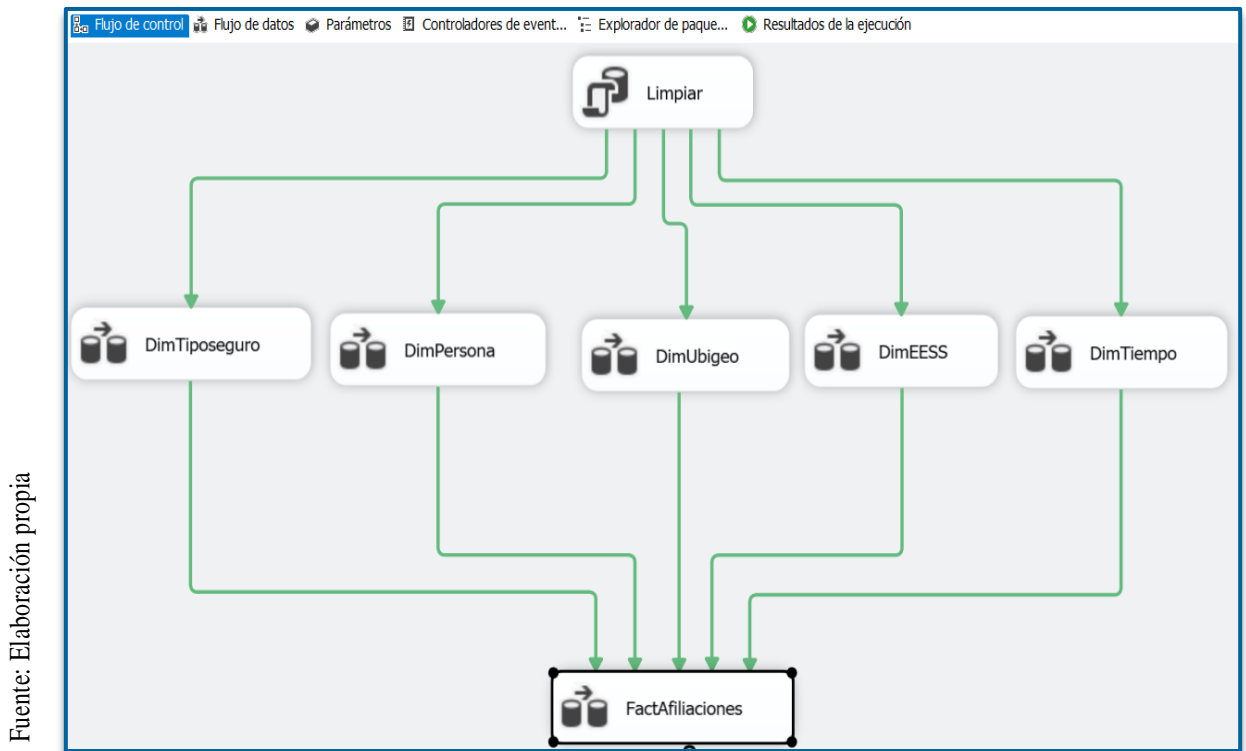 Flujo de control Flujo de datos Parámetros Controladores de event... Explorador de paque... Resultados de la ejecución
Limpiar
DimTiposeguro
DimPersona
DimUbigeo
DimEESS
DimTiempo
FactAfiliaciones
Fuente: Elaboración propia